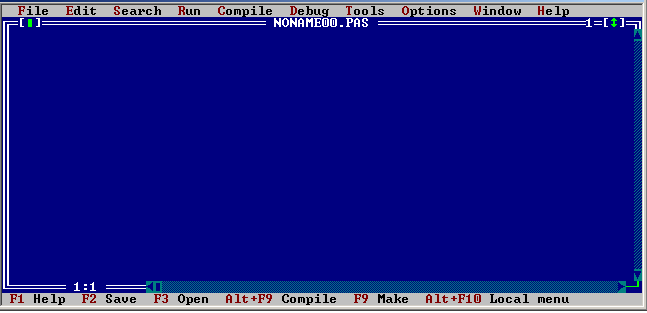 File Edit Search Run Compile Debug Tools Options Window Help
[▮] NONAME00.PAS 1=[↕]
1:1
F1 Help F2 Save F3 Open Alt+F9 Compile F9 Make Alt+F10 Local menu